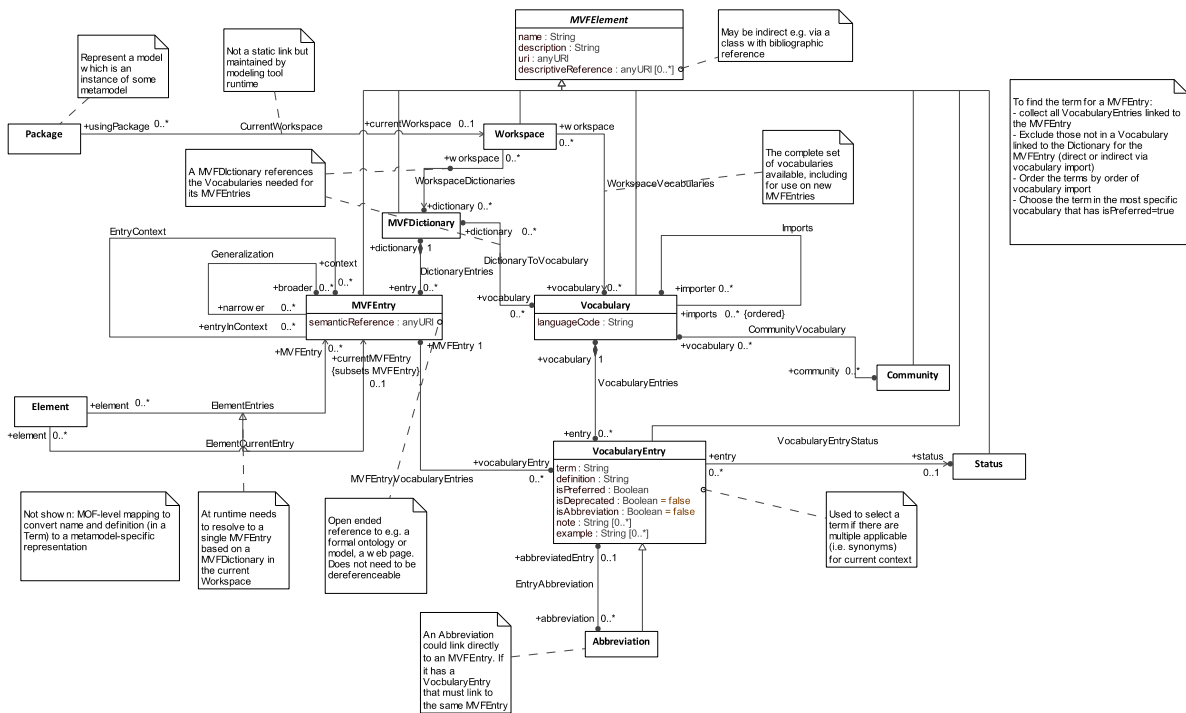 MVFElement
name : String
description : String
uri : anyURI
descriptiveReference : anyURI [0..*]
May be indirect e.g. via a
class with bibliographic
reference
Represent a model
which is an
instance of some
metamodel
Not a static link but
maintained by
modeling tool
runtime
To find the term for a MVFEntry:
- collect all VocabularyEntries linked to
the MVFEntry
- Exclude those not in a Vocabulary
linked to the Dictionary for the
MVFEntry (direct or indirect via
vocabulary import)
- Order the terms by order of
vocabulary import
- Choose the term in the most specific
vocabulary that has isPreferred=true
Package
+usingPackage 0..*
CurrentWorkspace
+currentWorkspace 0..1
Workspace
+workspace
0..*
+workspace 0..*
WorkspaceDictionaries
A MVFDIctionary references
the Vocabularies needed for
its MVFEntries
The complete set
of vocabularies
available, including
for use on new
MVFEntries
WorkspaceVocabularies
+dictionary 0..*
MVFDictionary
+dictionary 0..*
+dictionary 1
DictionaryEntries
DictionaryToVocabulary
EntryContext
Generalization
+context
0..*
+broader 0..*
+entry 0..*
+vocabulary
0..*
+vocabulary 0..*
Imports
+importer 0..*
MVFEntry
semanticReference : anyURI
+narrower 0..*
+entryInContext 0..*
Vocabulary
languageCode : String
+imports 0..* {ordered}
CommunityVocabulary
+vocabulary 0..*
+community 0..*
Community
+MVFEntry 0..*
+currentMVFEntry
{subsets MVFEntry}
0..1
+MVFEntry 1
+vocabulary 1
VocabularyEntries
Element
+element 0..*
ElementEntries
+element 0..*
ElementCurrentEntry
+entry 0..*
VocabularyEntry
term : String
definition : String
isPreferred : Boolean
isDeprecated : Boolean = false
isAbbreviation : Boolean = false
note : String [0..*]
example : String [0..*]
VocabularyEntryStatus
+entry
0..*
+status
0..1
Status
+vocabularyEntry
0..*
MVFEntryVocabularyEntries
Not shown: MOF-level mapping to
convert name and definition (in a
Term) to a metamodel-specific
representation
At runtime needs
to resolve to a
single MVFEntry
based on a
MVFDictionary in
the current
Workspace
Open ended
reference to e.g. a
formal ontology or
model, a web page.
Does not need to be
dereferenceable
Used to select a
term if there are
multiple applicable
(i.e. synonyms)
for current context
+abbreviatedEntry 0..1
EntryAbbreviation
+abbreviation 0..*
Abbreviation
An Abbreviation
could link directly
to an MVFEntry. If
it has a
VocbularyEntry
that must link to
the same MVFEntry